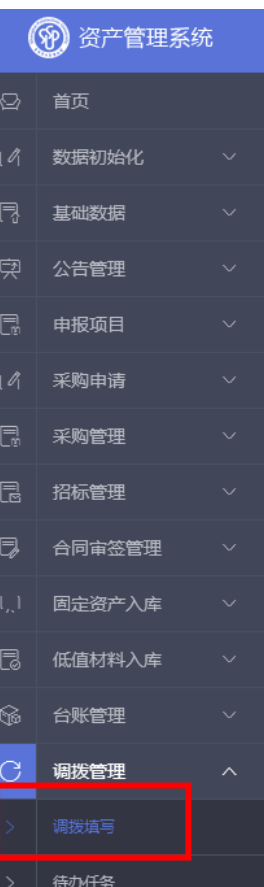 资产管理系统
首页
数据初始化
基础数据
公告管理
申报项目
采购申请
采购管理
招标管理
合同审签管理
固定资产入库
低值材料入库
台账管理
调拨管理
调拨填写
待办任务